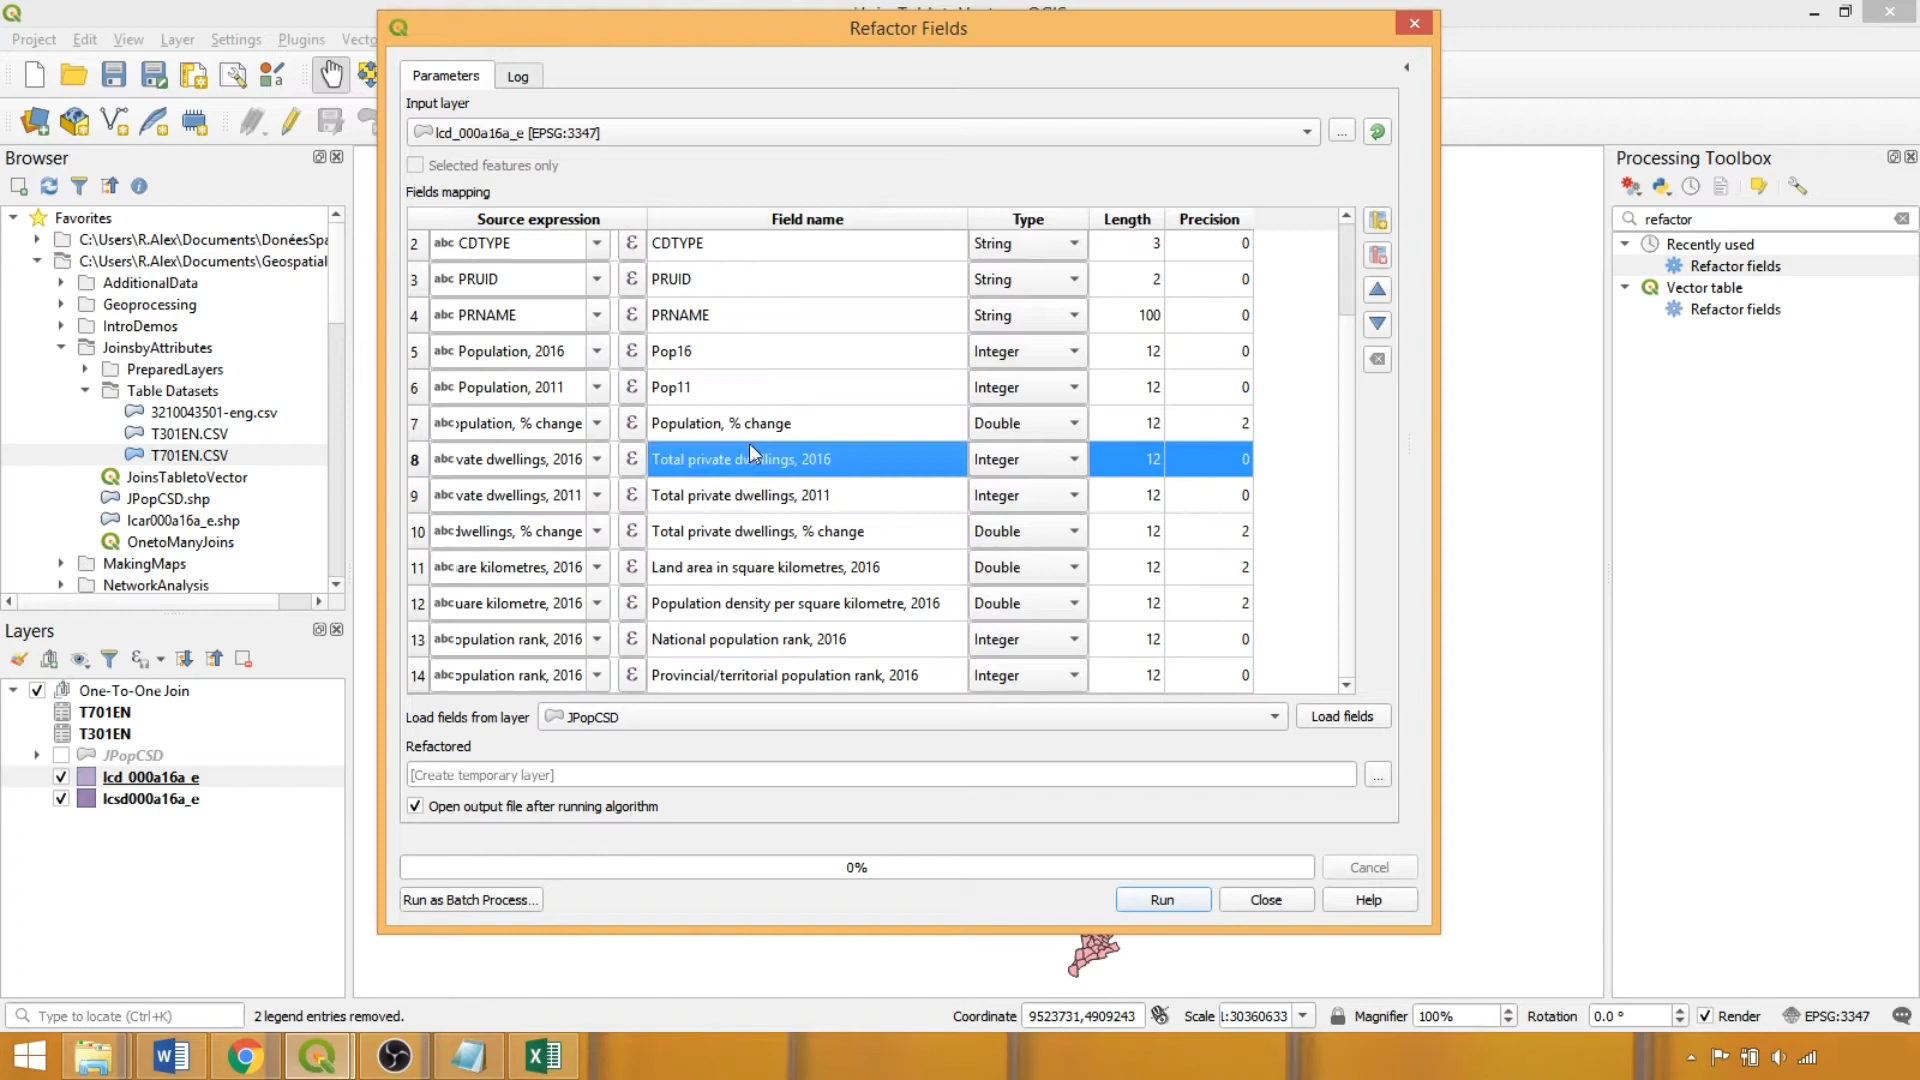 Refactor Fields
Project Edit View Layer Settings Plugins
Parameters Log
Input layer
lcd_000a16a_e [EPSG:3347]
...
Selected features only
Fields mapping
Source expression Field name Type Length Precision
2 abc CDTYPE ε CDTYPE String 3 0
3 abc PRUID ε PRUID String 2 0
4 abc PRNAME ε PRNAME String 100 0
5 abc Population, 2016 ε Pop16 Integer 12 0
6 abc Population, 2011 ε Pop11 Integer 12 0
7 abc opulation, % change ε Population, % change Double 12 2
8 abc vate dwellings, 2016 ε Total private dwellings, 2016 Integer 12 0
9 abc vate dwellings, 2011 ε Total private dwellings, 2011 Integer 12 0
10 abc dwellings, % change ε Total private dwellings, % change Double 12 2
11 abc are kilometres, 2016 ε Land area in square kilometres, 2016 Double 12 2
12 abc uare kilometre, 2016 ε Population density per square kilometre, 2016 Double 12 2
13 abc opulation rank, 2016 ε National population rank, 2016 Integer 12 0
14 abc opulation rank, 2016 ε Provincial/territorial population rank, 2016 Integer 12 0
Load fields from layer JPopCSD Load fields
Refactored
[Create temporary layer] ...
Open output file after running algorithm
0% Cancel
Run as Batch Process... Run Close Help
Browser
Favorites
C:\Users\R.Alex\Documents\DonéesSpa
C:\Users\R.Alex\Documents\Geospatial
AdditionalData
Geoprocessing
IntroDemos
JoinsbyAttributes
PreparedLayers
Table Datasets
3210043501-eng.csv
T301EN.CSV
T701EN.CSV
JoinsTabletoVector
JPopCSD.shp
lcar000a16a_e.shp
OnetoManyJoins
MakingMaps
NetworkAnalysis
Layers
One-To-One Join
T701EN
T301EN
JPopCSD
lcd_000a16a_e
lcsd000a16a_e
Processing Toolbox
refactor
Recently used
Refactor fields
Vector table
Refactor fields
Type to locate (Ctrl+K) 2 legend entries removed. Coordinate 9523731,4909243 Scale 1:30360633 Magnifier 100% Rotation 0.0 ° Render EPSG:3347